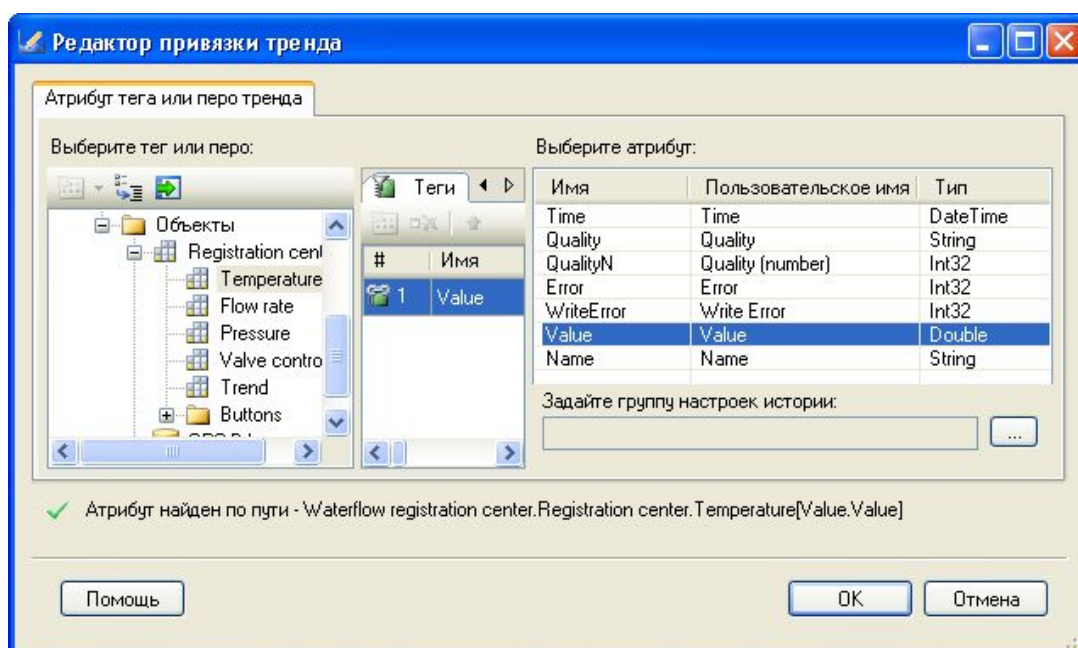 Редактор привязки тренда
Атрибут тега или перо тренда
Выберите тег или перо:
Объекты
Registration cent
Temperature
Flow rate
Pressure
Valve contro
Trend
Buttons
Теги
# Имя
1 Value
Выберите атрибут:
Имя Пользовательское имя Тип
Time Time DateTime
Quality Quality String
QualityN Quality (number) Int32
Error Error Int32
WriteError Write Error Int32
Value Value Double
Name Name String
Задайте группу настроек истории:
...
Атрибут найден по пути - Waterflow registration center.Registration center.Temperature[Value.Value]
Помощь
OK
Отмена